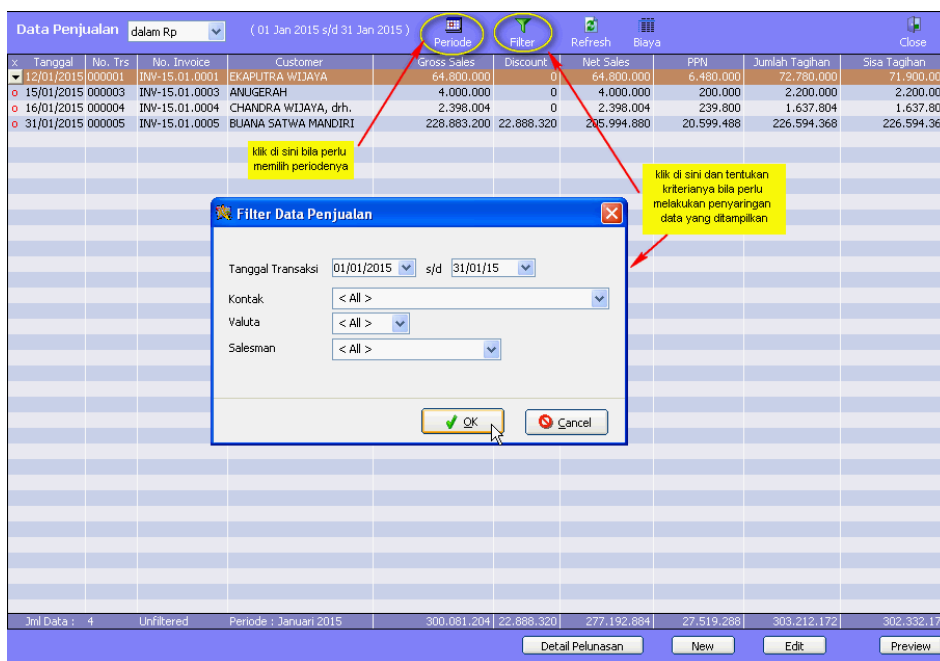 Data Penjualan dalam Rp ( 01 Jan 2015 s/d 31 Jan 2015 ) Periode Filter Refresh Biaya Close
x Tanggal No. Trs No. Invoice Customer Gross Sales Discount Net Sales PPN Jumlah Tagihan Sisa Tagihan
12/01/2015 000001 INV-15.01.0001 EKAPUTRA WIJAYA 64.800.000 0 64.800.000 6.480.000 72.780.000 71.900.00
o 15/01/2015 000003 INV-15.01.0003 ANUGERAH 4.000.000 0 4.000.000 200.000 2.200.000 2.200.00
o 16/01/2015 000004 INV-15.01.0004 CHANDRA WIJAYA, drh. 2.398.004 0 2.398.004 239.800 1.637.804 1.637.80
o 31/01/2015 000005 INV-15.01.0005 BUANA SATWA MANDIRI 228.883.200 22.888.320 205.994.880 20.599.488 226.594.368 226.594.36
klik di sini bila perlu
memilih periodenya
klik di sini dan tentukan
kriterianya bila perlu
melakukan penyaringan
data yang ditampilkan
Filter Data Penjualan
Tanggal Transaksi 01/01/2015 s/d 31/01/15
Kontak < All >
Valuta < All >
Salesman < All >
OK Cancel
Jml Data : 4 Unfiltered Periode : Januari 2015 300.081.204 22.888.320 277.192.884 27.519.288 303.212.172 302.332.17
Detail Pelunasan New Edit Preview